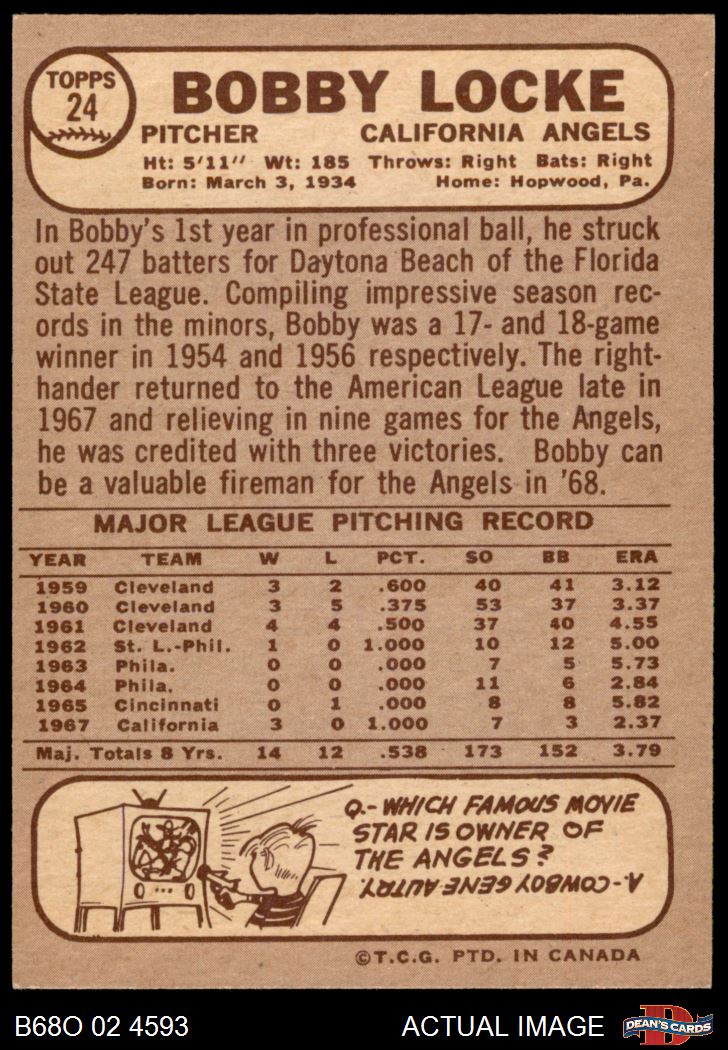 TOPPS
24
BOBBY LOCKE
PITCHER CALIFORNIA ANGELS
Ht: 5'11" Wt: 185 Throws: Right Bats: Right
Born: March 3, 1934 Home: Hopwood, Pa.
In Bobby's 1st year in professional ball, he struck
out 247 batters for Daytona Beach of the Florida
State League. Compiling impressive season rec-
ords in the minors, Bobby was a 17- and 18-game
winner in 1954 and 1956 respectively. The right-
hander returned to the American League late in
1967 and relieving in nine games for the Angels,
he was credited with three victories. Bobby can
be a valuable fireman for the Angels in '68.
MAJOR LEAGUE PITCHING RECORD
YEAR TEAM W L PCT. SO BB ERA
1959 Cleveland 3 2 .600 40 41 3.12
1960 Cleveland 3 5 .375 53 37 3.37
1961 Cleveland 4 4 .500 37 40 4.55
1962 St. L.-Phil. 1 0 1.000 10 12 5.00
1963 Phila. 0 0 .000 7 5 5.73
1964 Phila. 0 0 .000 11 6 2.84
1965 Cincinnati 0 1 .000 8 8 5.82
1967 California 3 0 1.000 7 3 2.37
Maj. Totals 8 Yrs. 14 12 .538 173 152 3.79
Q.- WHICH FAMOUS MOVIE
STAR IS OWNER OF
THE ANGELS?
A.- COWBOY GENE AUTRY.
©T.C.G. PTD. IN CANADA
B68O 02 4593 ACTUAL IMAGE
DEAN'S CARDS